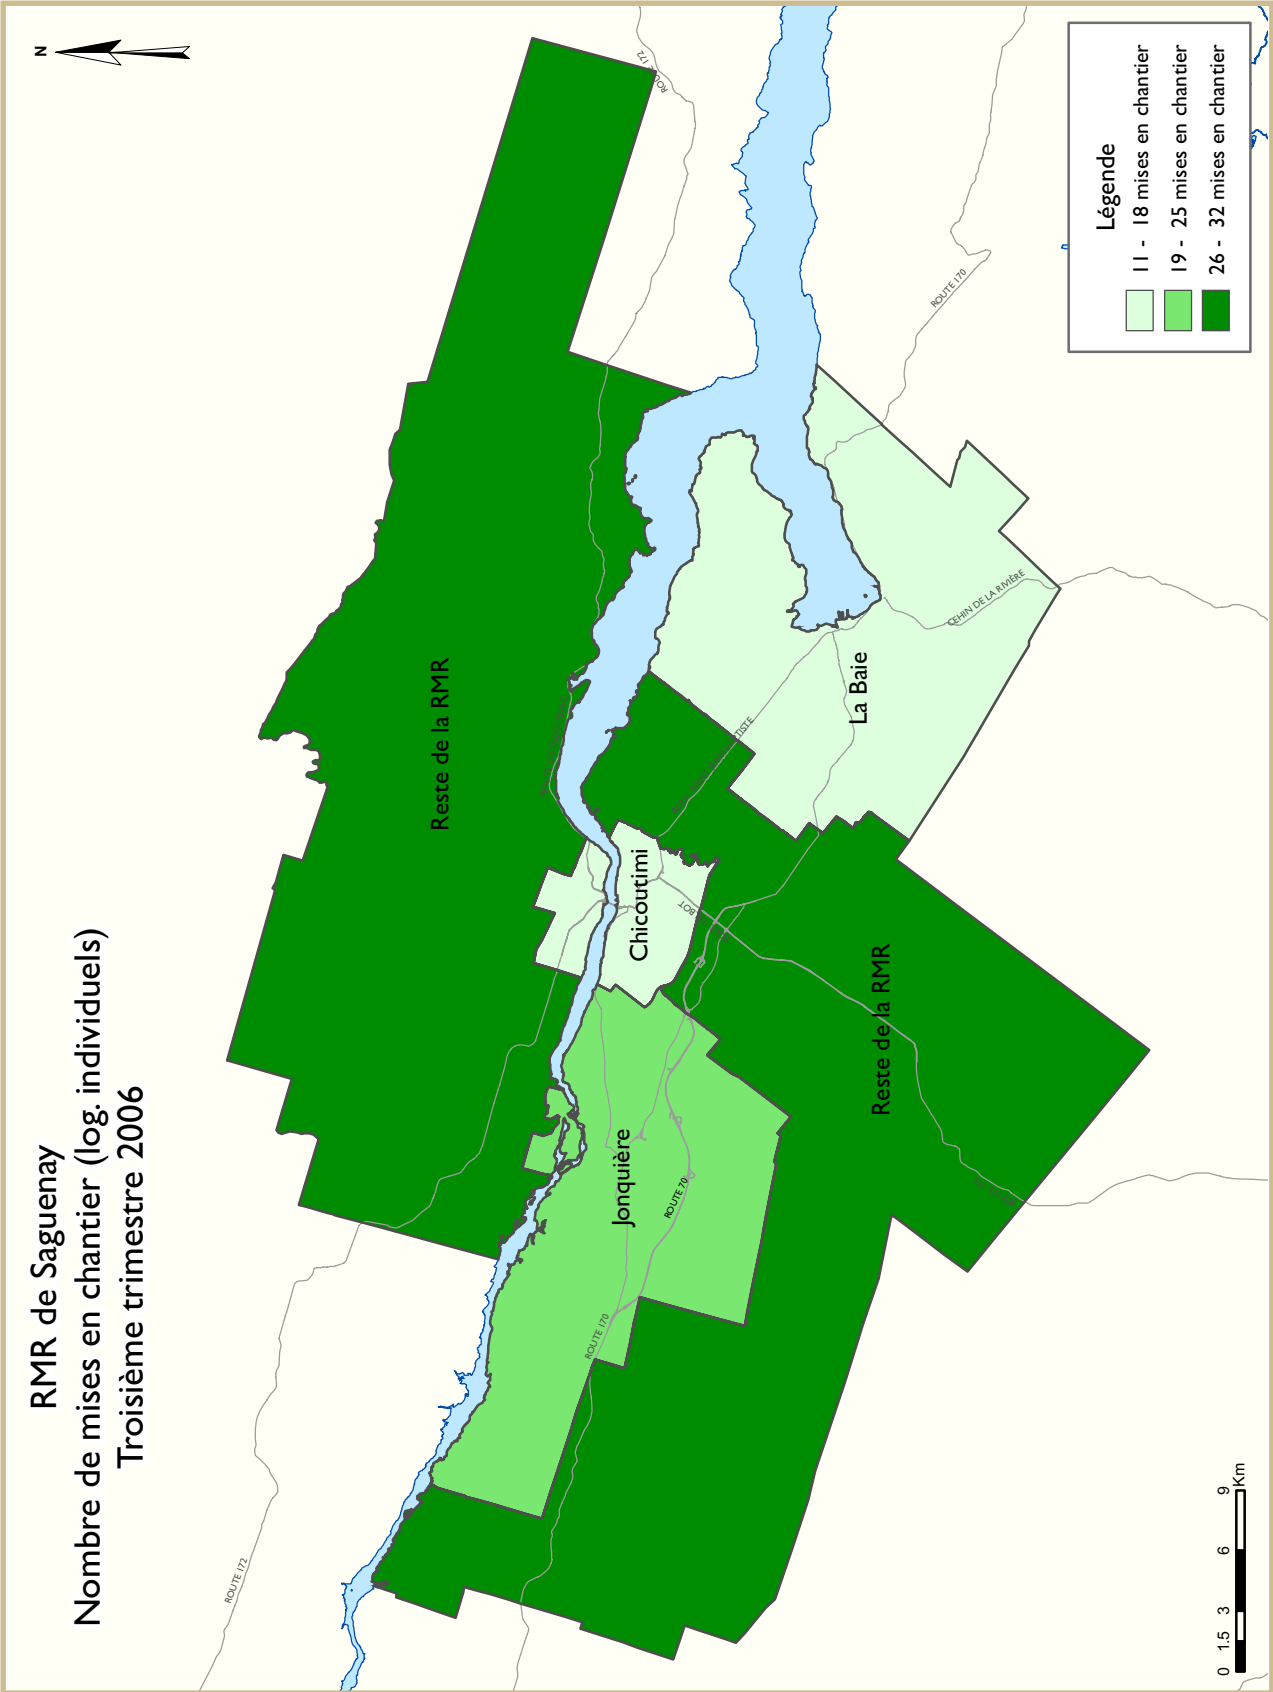 RMR de Saguenay
Nombre de mises en chantier (log. individuels)
Troisième trimestre 2006
N
ROUTE 172
ROUTE 172
Reste de la RMR
Chicoutimi
BOT
TISTE
Jonquière
ROUTE 70
ROUTE 170
La Baie
CEHIN DE LA RIVIÈRE
ROUTE 170
Reste de la RMR
Légende
11 - 18 mises en chantier
19 - 25 mises en chantier
26 - 32 mises en chantier
0 1.5 3 6 9
Km